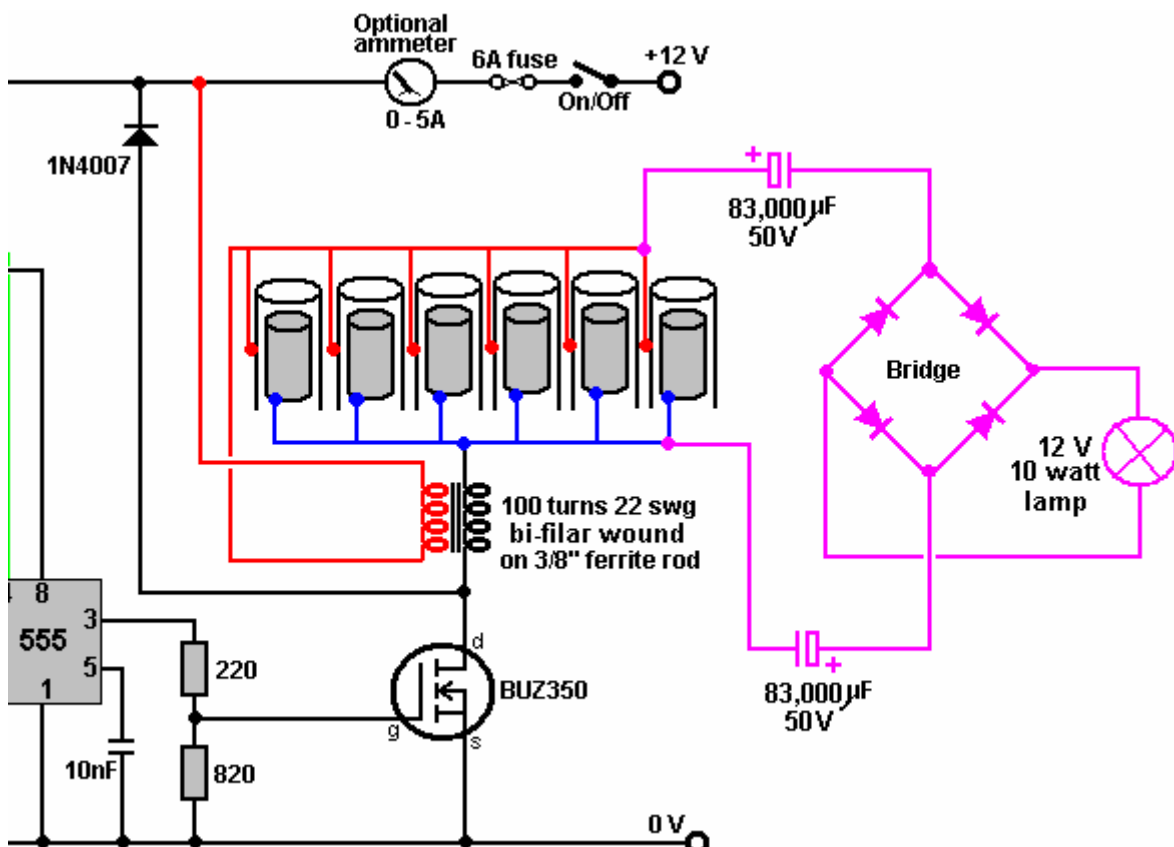 Optional
ammeter
6A fuse
+12 V
0 - 5A
On/Off
1N4007
+
83,000µF
50V
Bridge
12 V
10 watt
lamp
100 turns 22 swg
bi-filar wound
on 3/8" ferrite rod
8
3
555
5
1
220
d
BUZ350
g
s
+
83,000µF
50V
10nF
820
0 V